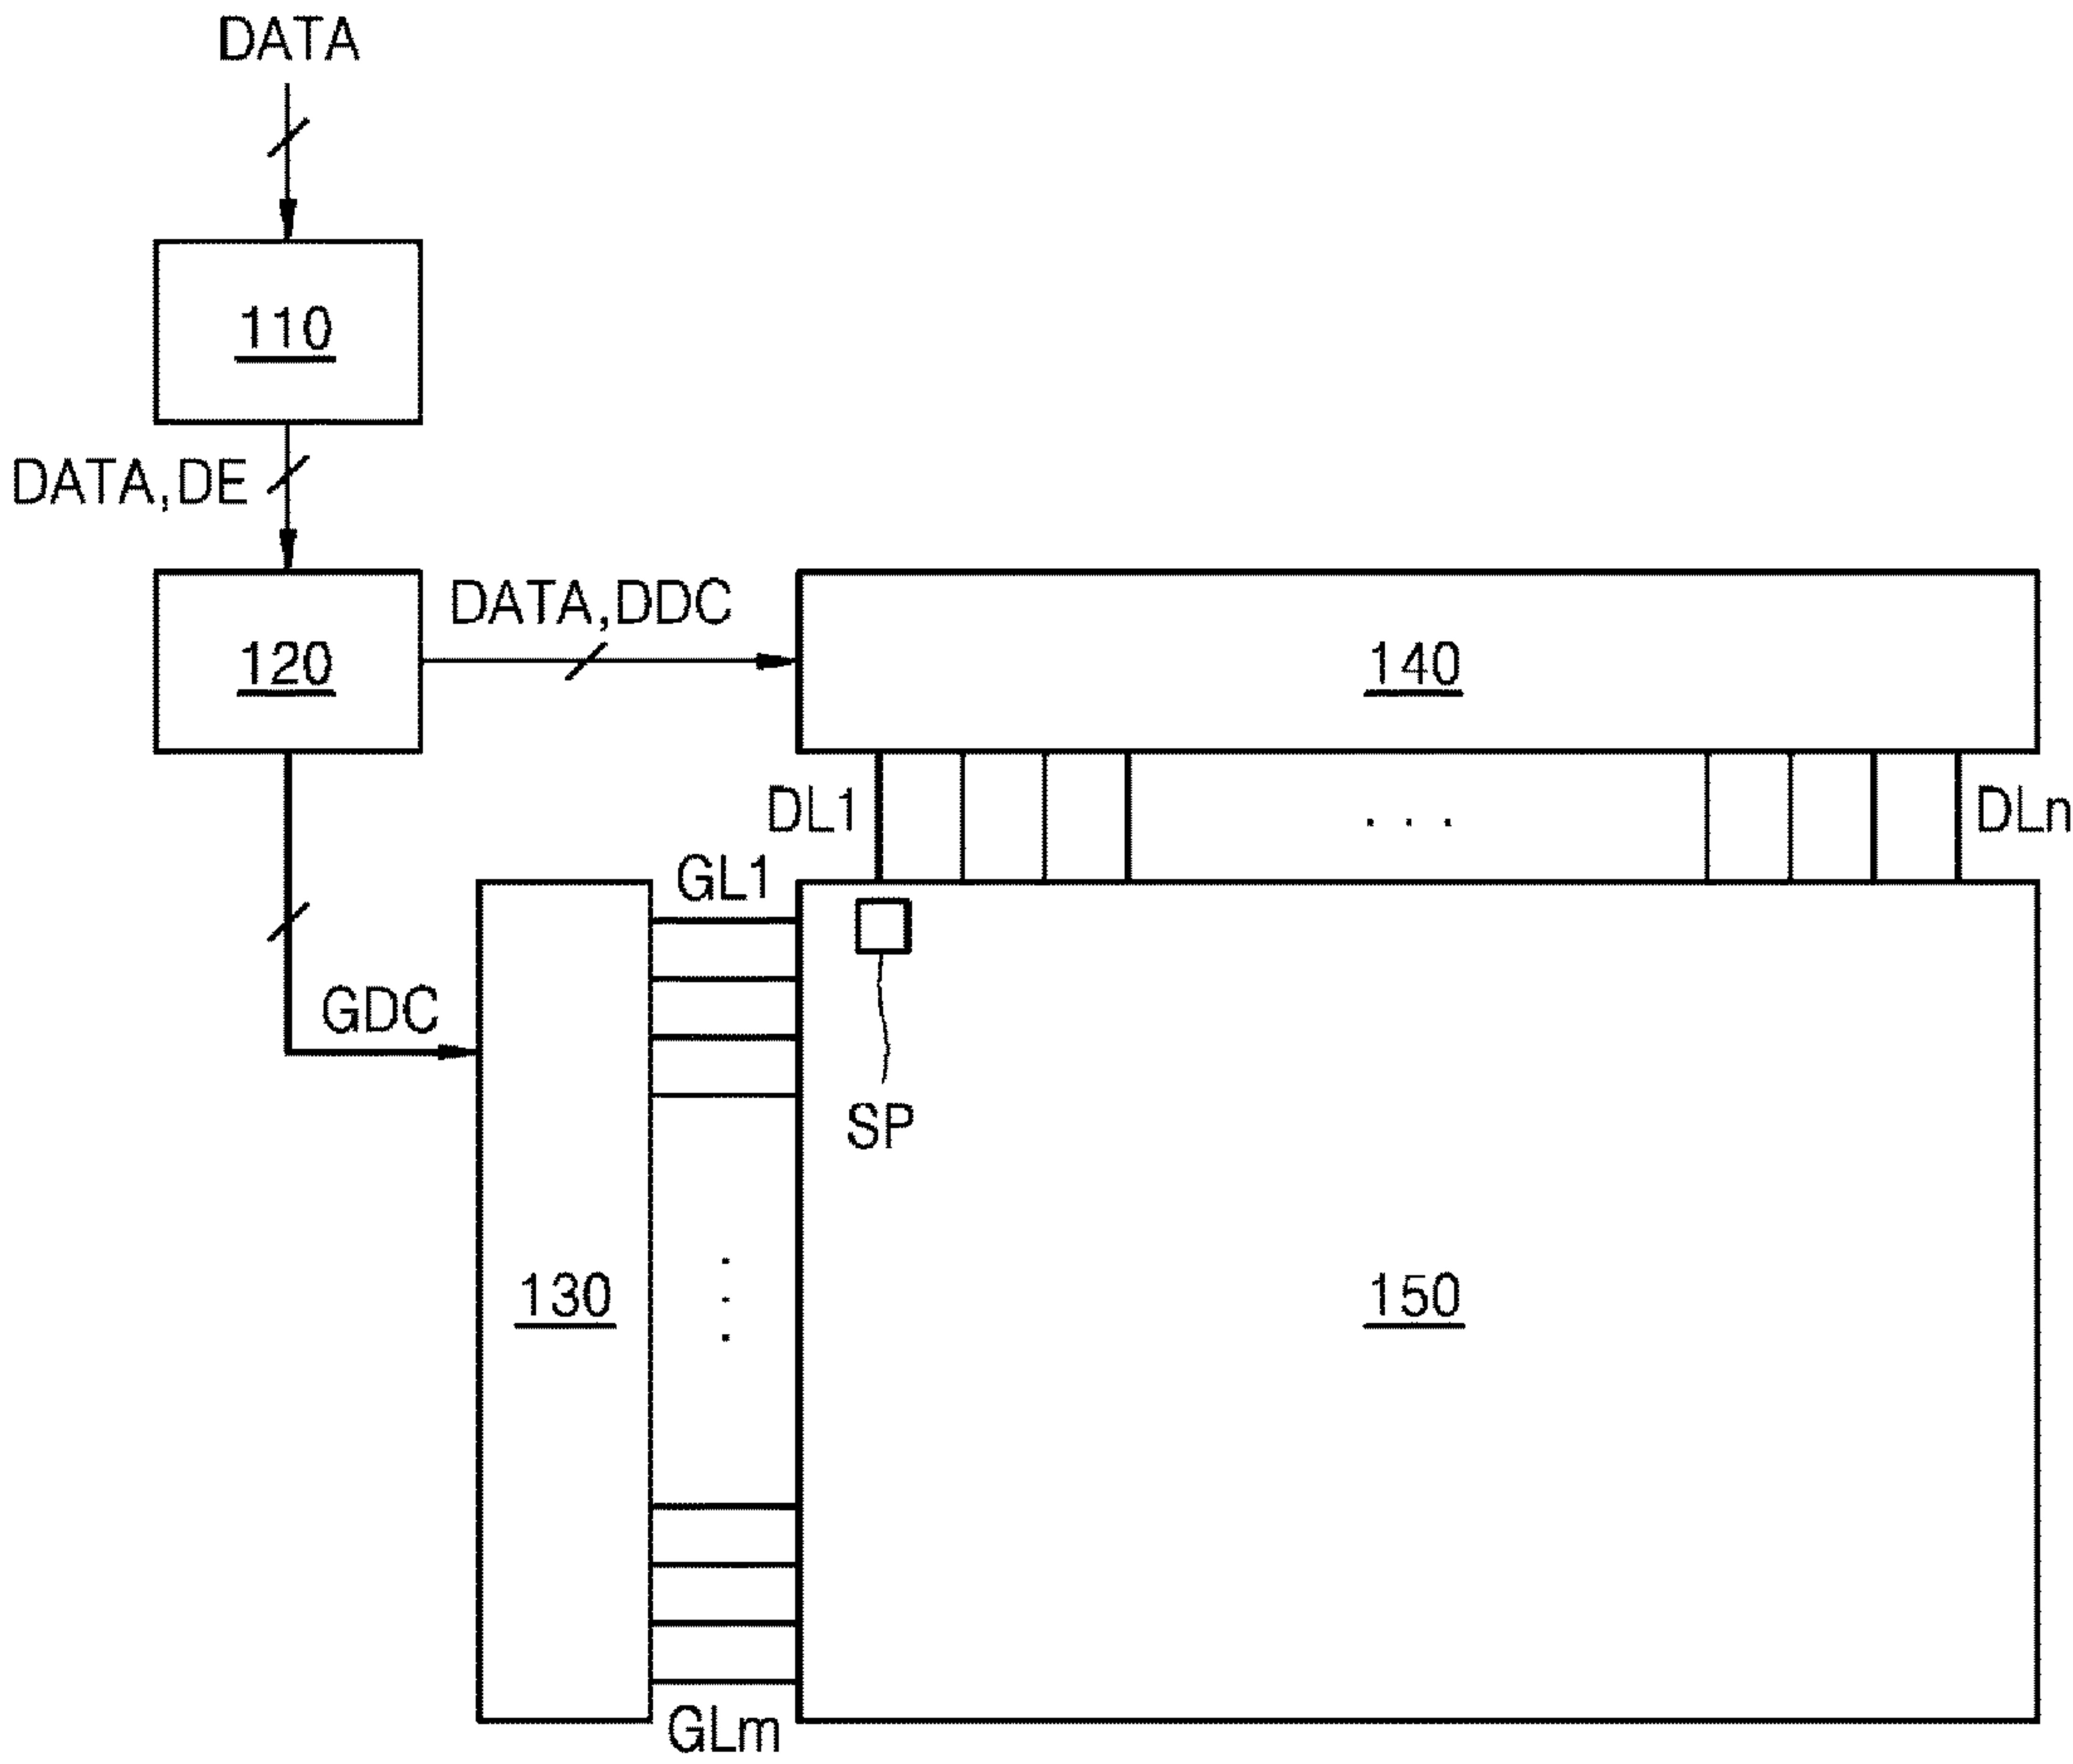 DATA
110
DATA,DE
120
DATA,DDC
140
DL1
. . .
DLn
GL1
GDC
SP
130
150
GLm